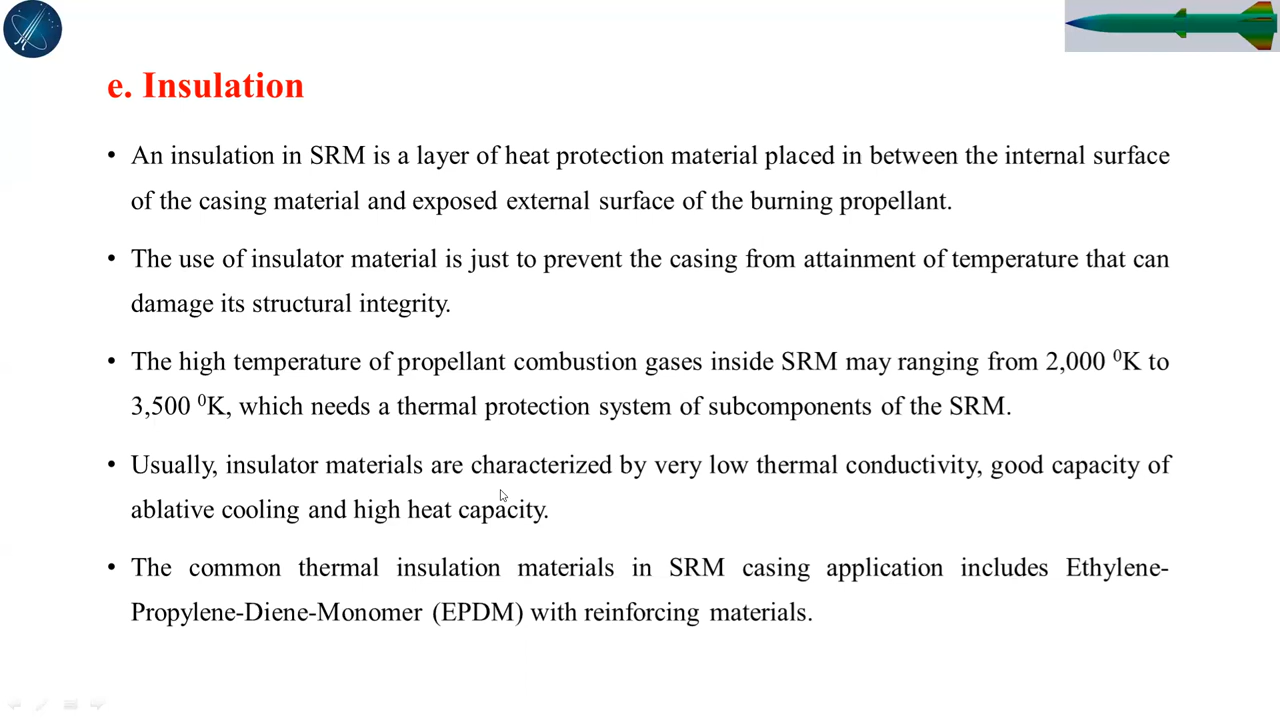 e. Insulation
• An insulation in SRM is a layer of heat protection material placed in between the internal surface
of the casing material and exposed external surface of the burning propellant.
• The use of insulator material is just to prevent the casing from attainment of temperature that can
damage its structural integrity.
• The high temperature of propellant combustion gases inside SRM may ranging from 2,000 ⁰K to
3,500 ⁰K, which needs a thermal protection system of subcomponents of the SRM.
• Usually, insulator materials are characterized by very low thermal conductivity, good capacity of
ablative cooling and high heat capacity.
• The common thermal insulation materials in SRM casing application includes Ethylene-
Propylene-Diene-Monomer (EPDM) with reinforcing materials.